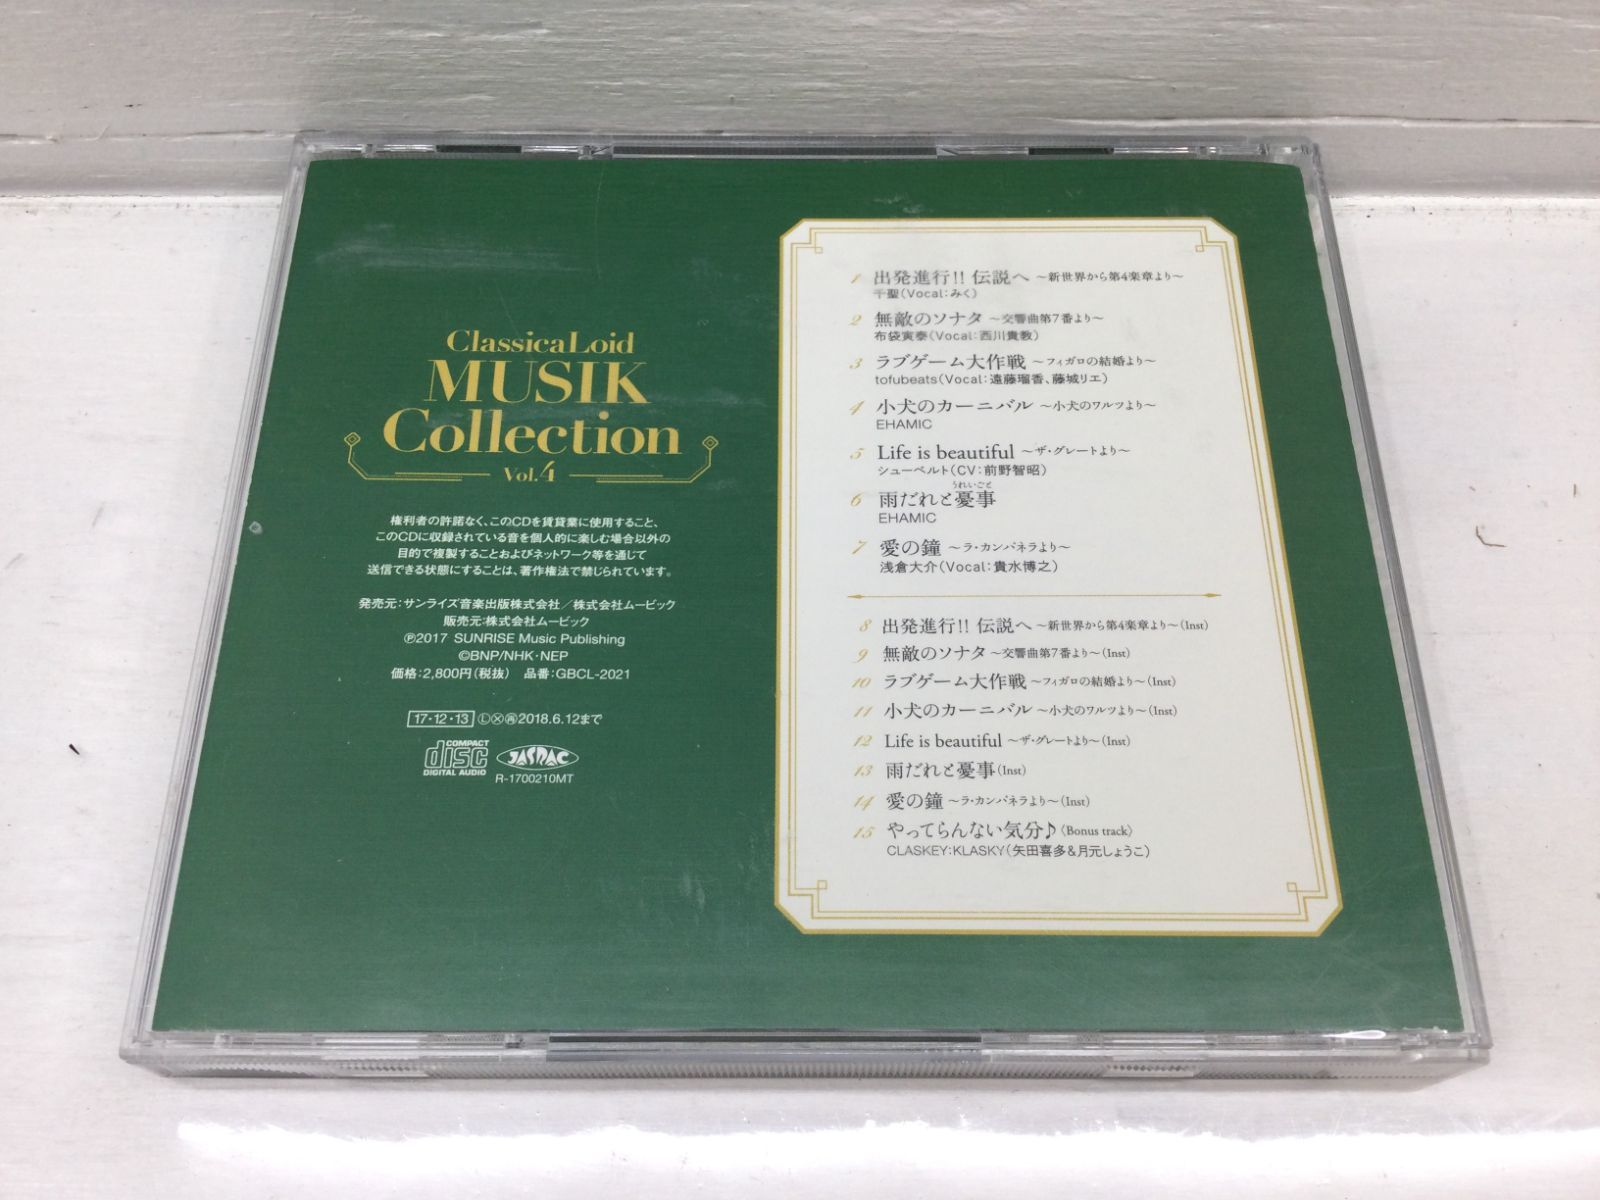 ClassicaLoid
MUSIK
Collection
Vol.4
権利者の許諾なく、このCDを賃貸業に使用すること、
このCDに収録されている音を個人的に楽しむ場合以外の
目的で複製することおよびネットワーク等を通じて
送信できる状態にすることは、著作権法で禁じられています。
発売元:サンライズ音楽出版株式会社/株式会社ムービック
販売元:株式会社ムービック
℗2017 SUNRISE Music Publishing
©BNP/NHK・NEP
価格:2,800円(税抜) 品番:GBCL-2021
17・12・13 Ⓛ Ⓧ 再 2018.6.12まで
COMPACT
disc
DIGITAL AUDIO
JASRAC
R-1700210MT
1 出発進行!! 伝説へ ～新世界から第4楽章より～
千聖(Vocal:みく)
2 無敵のソナタ ～交響曲第7番より～
布袋寅泰(Vocal:西川貴教)
3 ラブゲーム大作戦 ～フィガロの結婚より～
tofubeats(Vocal:遠藤瑠香、藤城リエ)
4 小犬のカーニバル ～小犬のワルツより～
EHAMIC
5 Life is beautiful ～ザ・グレートより～
シューベルト(CV:前野智昭)
うれいごと
6 雨だれと憂事
EHAMIC
7 愛の鐘 ～ラ・カンパネラより～
浅倉大介(Vocal:貴水博之)
8 出発進行!! 伝説へ ～新世界から第4楽章より～(Inst)
9 無敵のソナタ ～交響曲第7番より～(Inst)
10 ラブゲーム大作戦 ～フィガロの結婚より～(Inst)
11 小犬のカーニバル ～小犬のワルツより～(Inst)
12 Life is beautiful ～ザ・グレートより～(Inst)
13 雨だれと憂事(Inst)
14 愛の鐘 ～ラ・カンパネラより～(Inst)
15 やってらんない気分♪〈Bonus track〉
CLASKEY:KLASKY(矢田喜多&月元しょうこ)